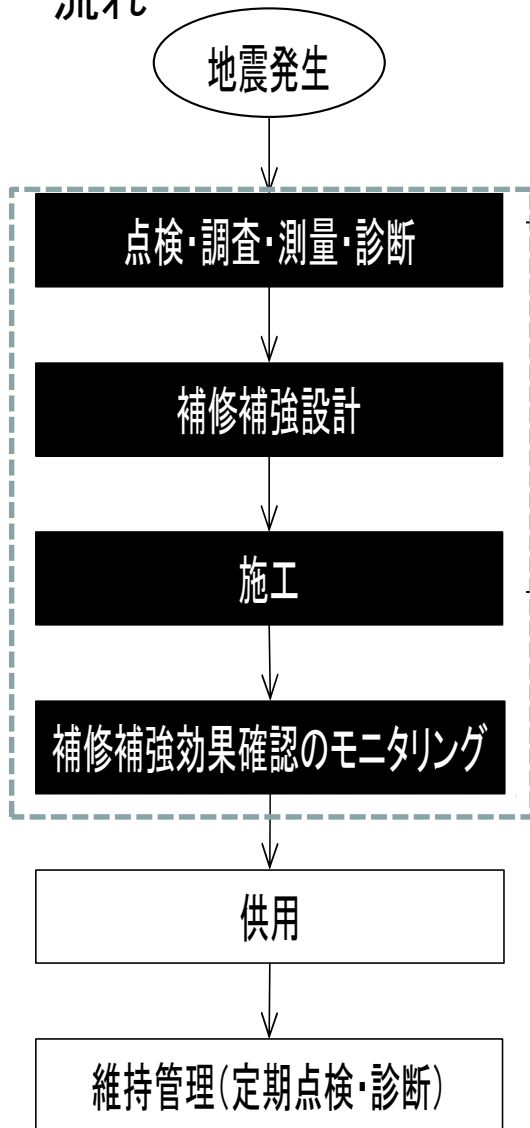 流れ
地震発生
点検・調査・測量・診断
補修補強設計
施工
補修補強効果確認のモニタリング
供用
維持管理(定期点検・診断)